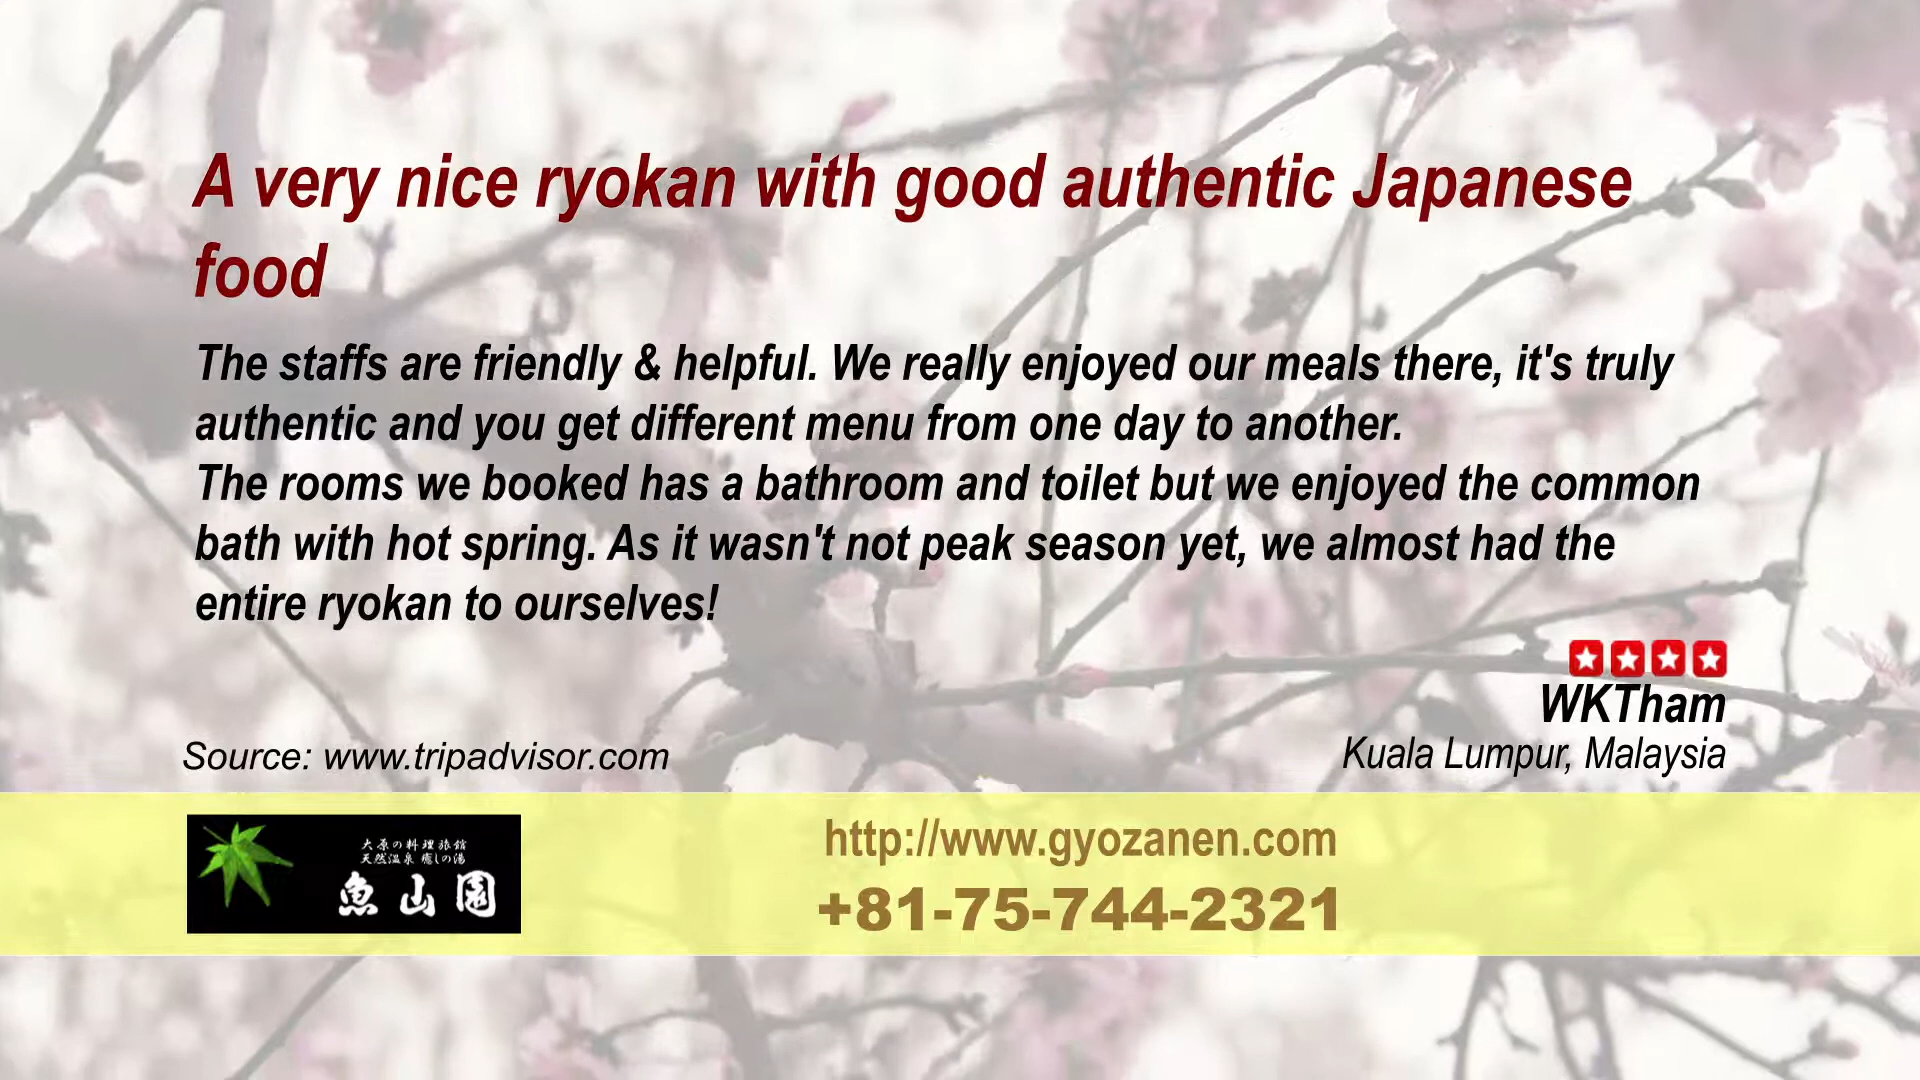 A very nice ryokan with good authentic Japanese
food
The staffs are friendly & helpful. We really enjoyed our meals there, it's truly
authentic and you get different menu from one day to another.
The rooms we booked has a bathroom and toilet but we enjoyed the common
bath with hot spring. As it wasn't not peak season yet, we almost had the
entire ryokan to ourselves!
WKTham
Kuala Lumpur, Malaysia
Source: www.tripadvisor.com
大原の料理旅館
天然温泉 癒しの湯
魚山園
http://www.gyozanen.com
+81-75-744-2321